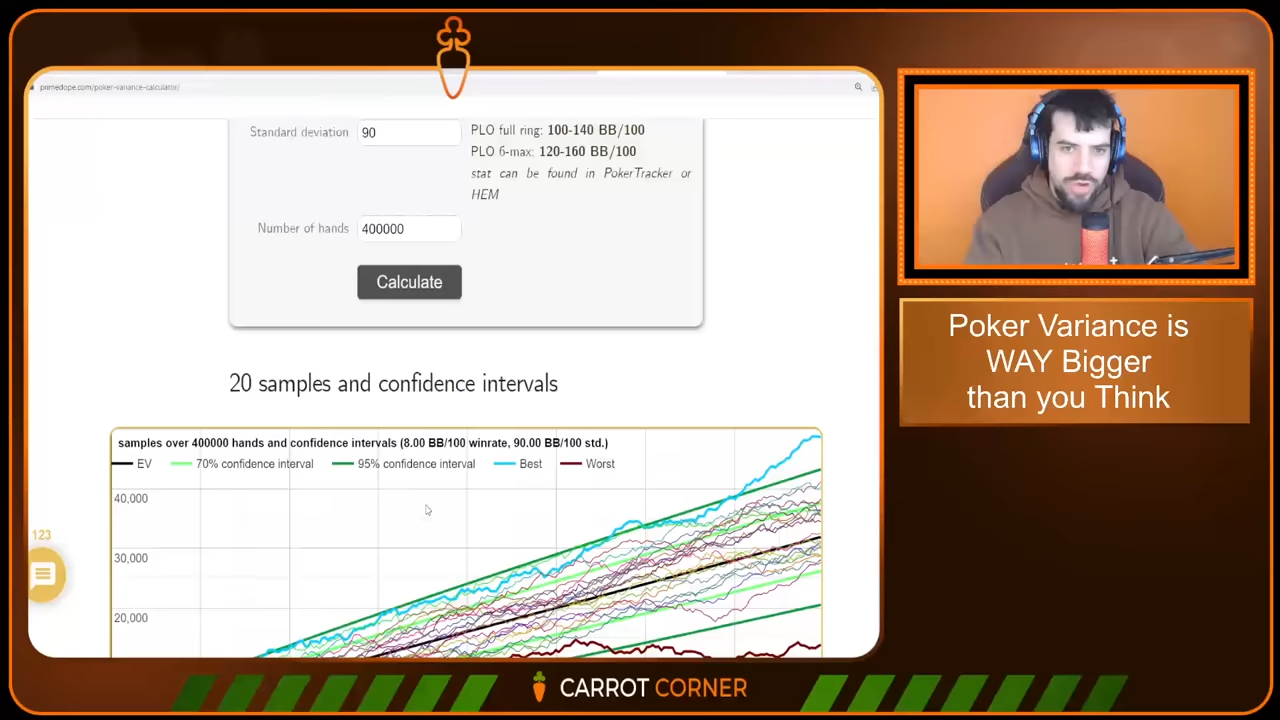 primedope.com/poker-variance-calculator/
Standard deviation
90
PLO full ring: 100-140 BB/100
PLO 6-max: 120-160 BB/100
stat can be found in PokerTracker or
HEM
Number of hands
400000
Calculate
20 samples and confidence intervals
samples over 400000 hands and confidence intervals (8.00 BB/100 winrate, 90.00 BB/100 std.)
EV
70% confidence interval
95% confidence interval
Best
Worst
40,000
30,000
20,000
123
Poker Variance is
WAY Bigger
than you Think
CARROT CORNER